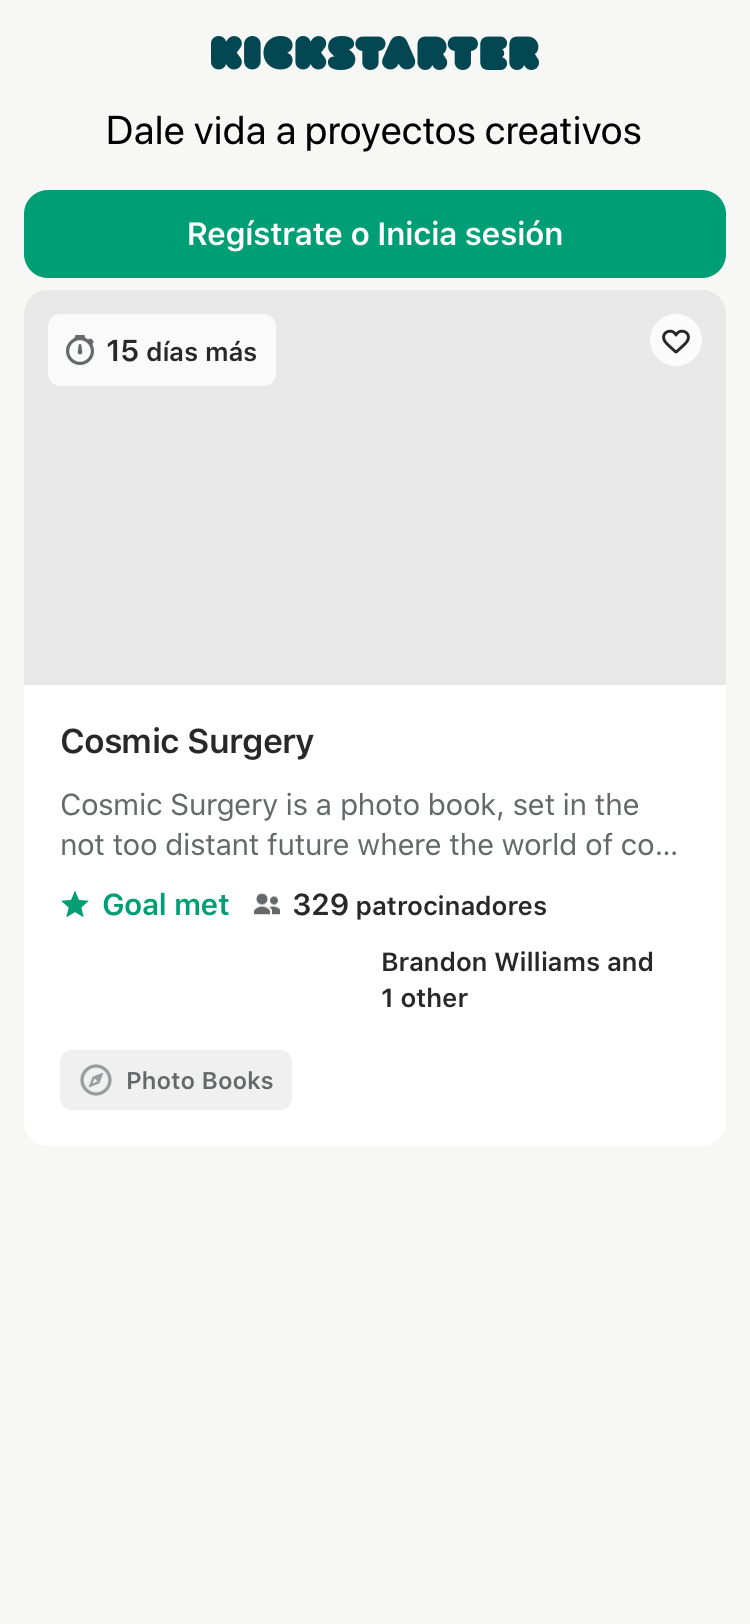 KICKSTARTER
Dale vida a proyectos creativos
Regístrate o Inicia sesión
15 días más
Cosmic Surgery
Cosmic Surgery is a photo book, set in the
not too distant future where the world of co...
Goal met 329 patrocinadores
Brandon Williams and
1 other
Photo Books